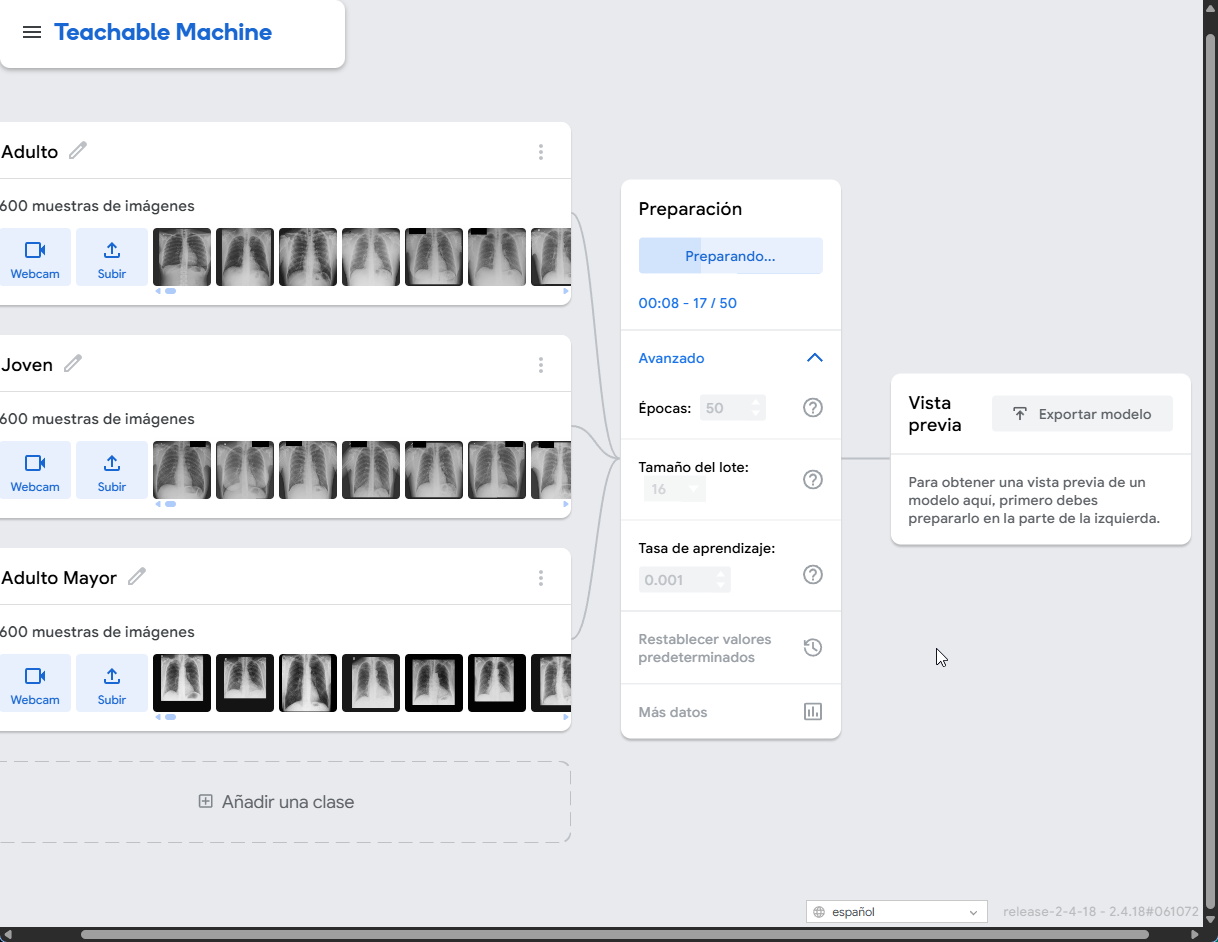 Teachable Machine
Adulto
600 muestras de imágenes
Webcam
Subir
Joven
600 muestras de imágenes
Webcam
Subir
Adulto Mayor
600 muestras de imágenes
Webcam
Subir
Añadir una clase
Preparación
Preparando...
00:08 - 17 / 50
Avanzado
Épocas: 50
Tamaño del lote:
16
Tasa de aprendizaje:
0.001
Restablecer valores
predeterminados
Más datos
Vista
previa
Exportar modelo
Para obtener una vista previa de un
modelo aquí, primero debes
prepararlo en la parte de la izquierda.
español
release-2-4-18 - 2.4.18#061072